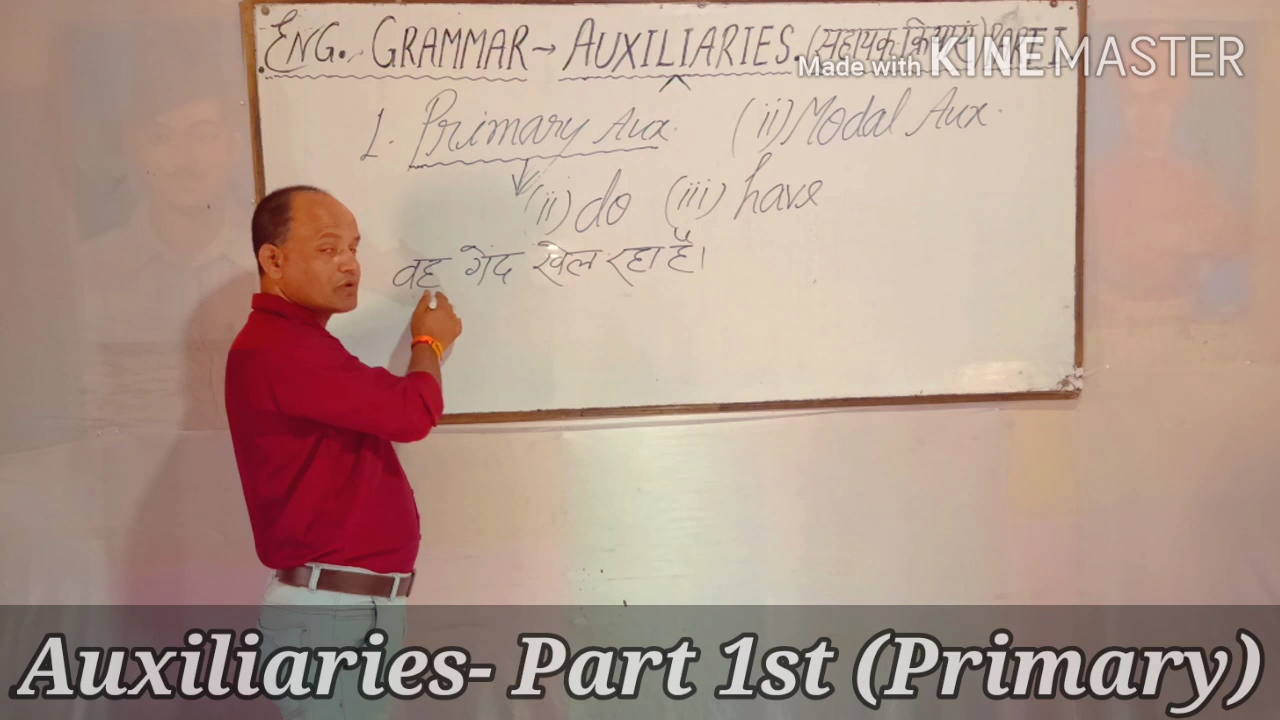 ENG. GRAMMAR → AUXILIARIES. (सहायक क्रियाएं) PART I
Made with KINEMASTER
1. Primary Aux. (ii) Modal Aux.
(ii) do (iii) have
वह गेंद खेल रहा है।
Auxiliaries- Part 1st (Primary)